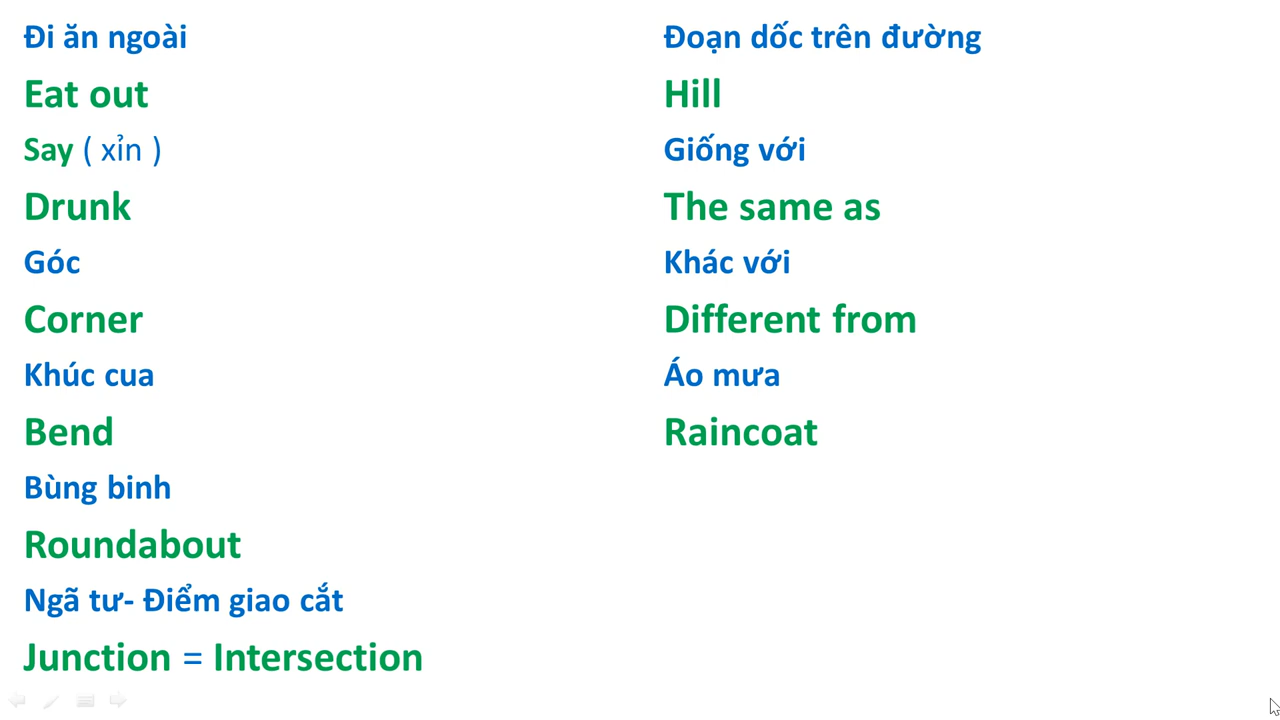 Đi ăn ngoài
Eat out
Say ( xỉn )
Drunk
Góc
Corner
Khúc cua
Bend
Bùng binh
Roundabout
Ngã tư- Điểm giao cắt
Junction = Intersection
Đoạn dốc trên đường
Hill
Giống với
The same as
Khác với
Different from
Áo mưa
Raincoat